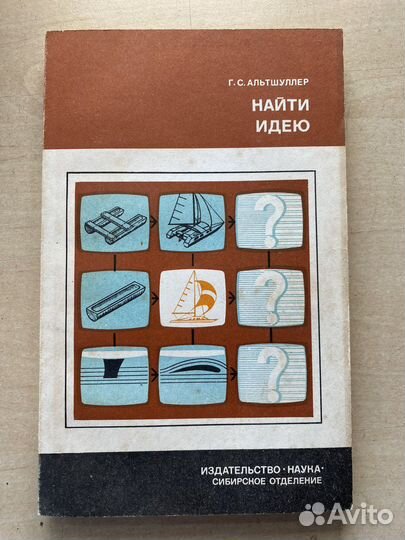 Г. С. АЛЬТШУЛЛЕР
НАЙТИ
ИДЕЮ
?
?
?
ИЗДАТЕЛЬСТВО · НАУКА ·
СИБИРСКОЕ ОТДЕЛЕНИЕ
Avito